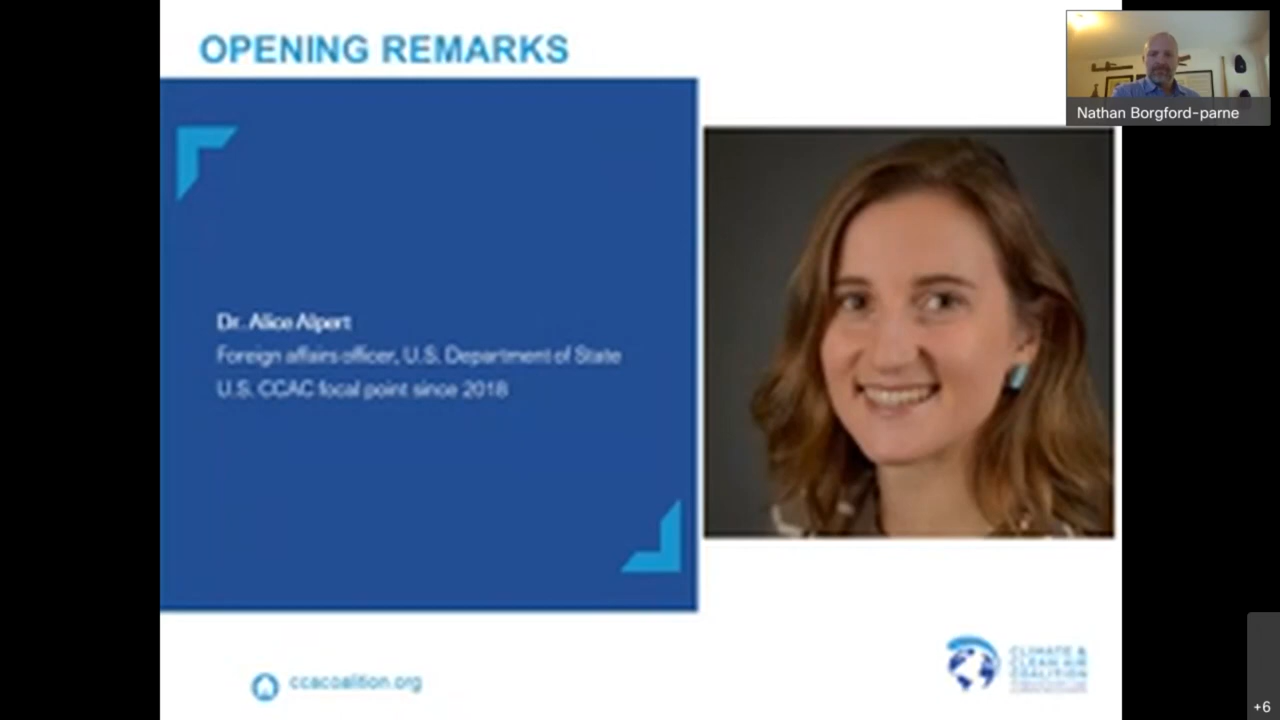 OPENING REMARKS
Nathan Borgford-parne
Dr. Alice Alpert
Foreign affairs officer, U.S. Department of State
U.S. CCAC focal point since 2018
ccacoalition.org
CLIMATE &
CLEAN AIR
COALITION
+6